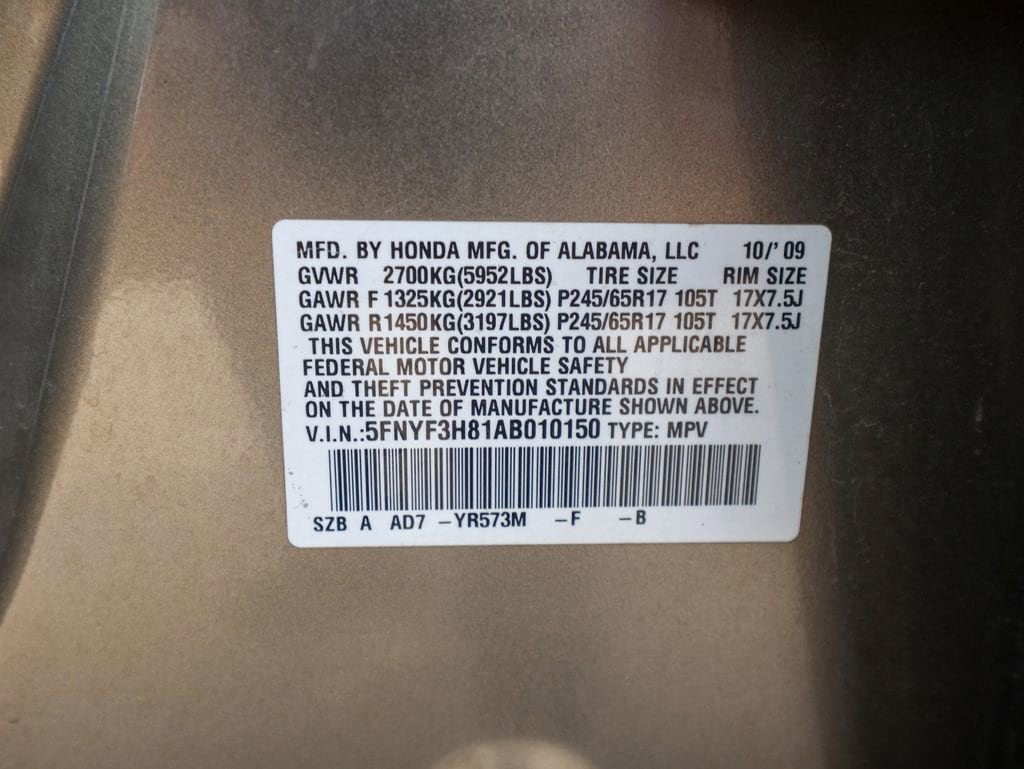 MFD. BY HONDA MFG. OF ALABAMA, LLC 10/'09
GVWR 2700KG(5952LBS) TIRE SIZE RIM SIZE
GAWR F 1325KG(2921LBS) P245/65R17 105T 17X7.5J
GAWR R1450KG(3197LBS) P245/65R17 105T 17X7.5J
THIS VEHICLE CONFORMS TO ALL APPLICABLE
FEDERAL MOTOR VEHICLE SAFETY
AND THEFT PREVENTION STANDARDS IN EFFECT
ON THE DATE OF MANUFACTURE SHOWN ABOVE.
V.I.N.:5FNYF3H81AB010150 TYPE: MPV
SZB A AD7 –YR573M –F –B